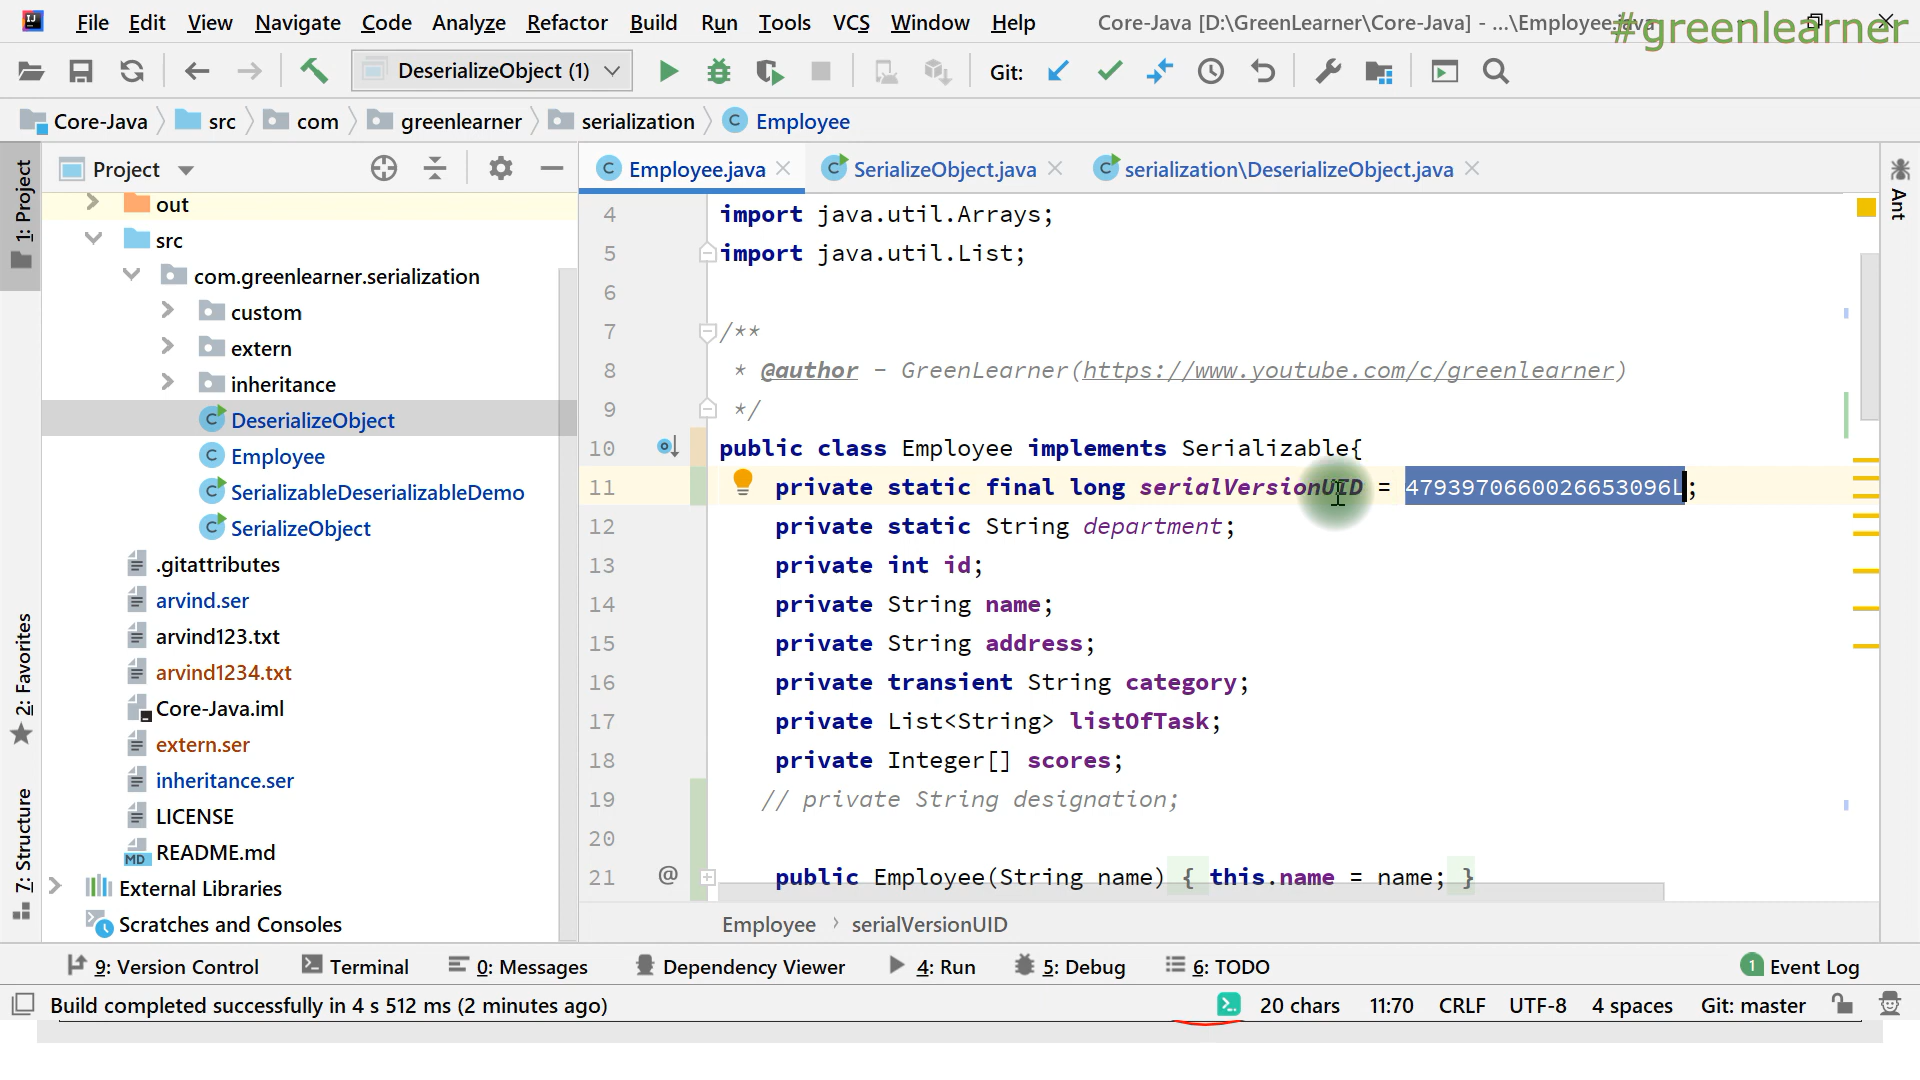 File Edit View Navigate Code Analyze Refactor Build Run Tools VCS Window Help Core-Java [D:\GreenLearner\Core-Java] - ...\Employee.java
#greenlearner
DeserializeObject (1) Git:
Core-Java src com greenlearner serialization Employee
Project
Employee.java SerializeObject.java serialization\DeserializeObject.java
1: Project
2: Favorites
7: Structure
Ant
out
src
com.greenlearner.serialization
custom
extern
inheritance
DeserializeObject
Employee
SerializableDeserializableDemo
SerializeObject
.gitattributes
arvind.ser
arvind123.txt
arvind1234.txt
Core-Java.iml
extern.ser
inheritance.ser
LICENSE
MD README.md
External Libraries
Scratches and Consoles
4 import java.util.Arrays;
5 import java.util.List;
6
7 /**
8 * @author - GreenLearner(https://www.youtube.com/c/greenlearner)
9 */
10 public class Employee implements Serializable{
11 private static final long serialVersionUID = 4793970660026653096L;
12 private static String department;
13 private int id;
14 private String name;
15 private String address;
16 private transient String category;
17 private List<String> listOfTask;
18 private Integer[] scores;
19 // private String designation;
20
21 @ public Employee(String name) { this.name = name; }
Employee › serialVersionUID
9: Version Control Terminal 0: Messages Dependency Viewer 4: Run 5: Debug 6: TODO 1 Event Log
Build completed successfully in 4 s 512 ms (2 minutes ago) 20 chars 11:70 CRLF UTF-8 4 spaces Git: master